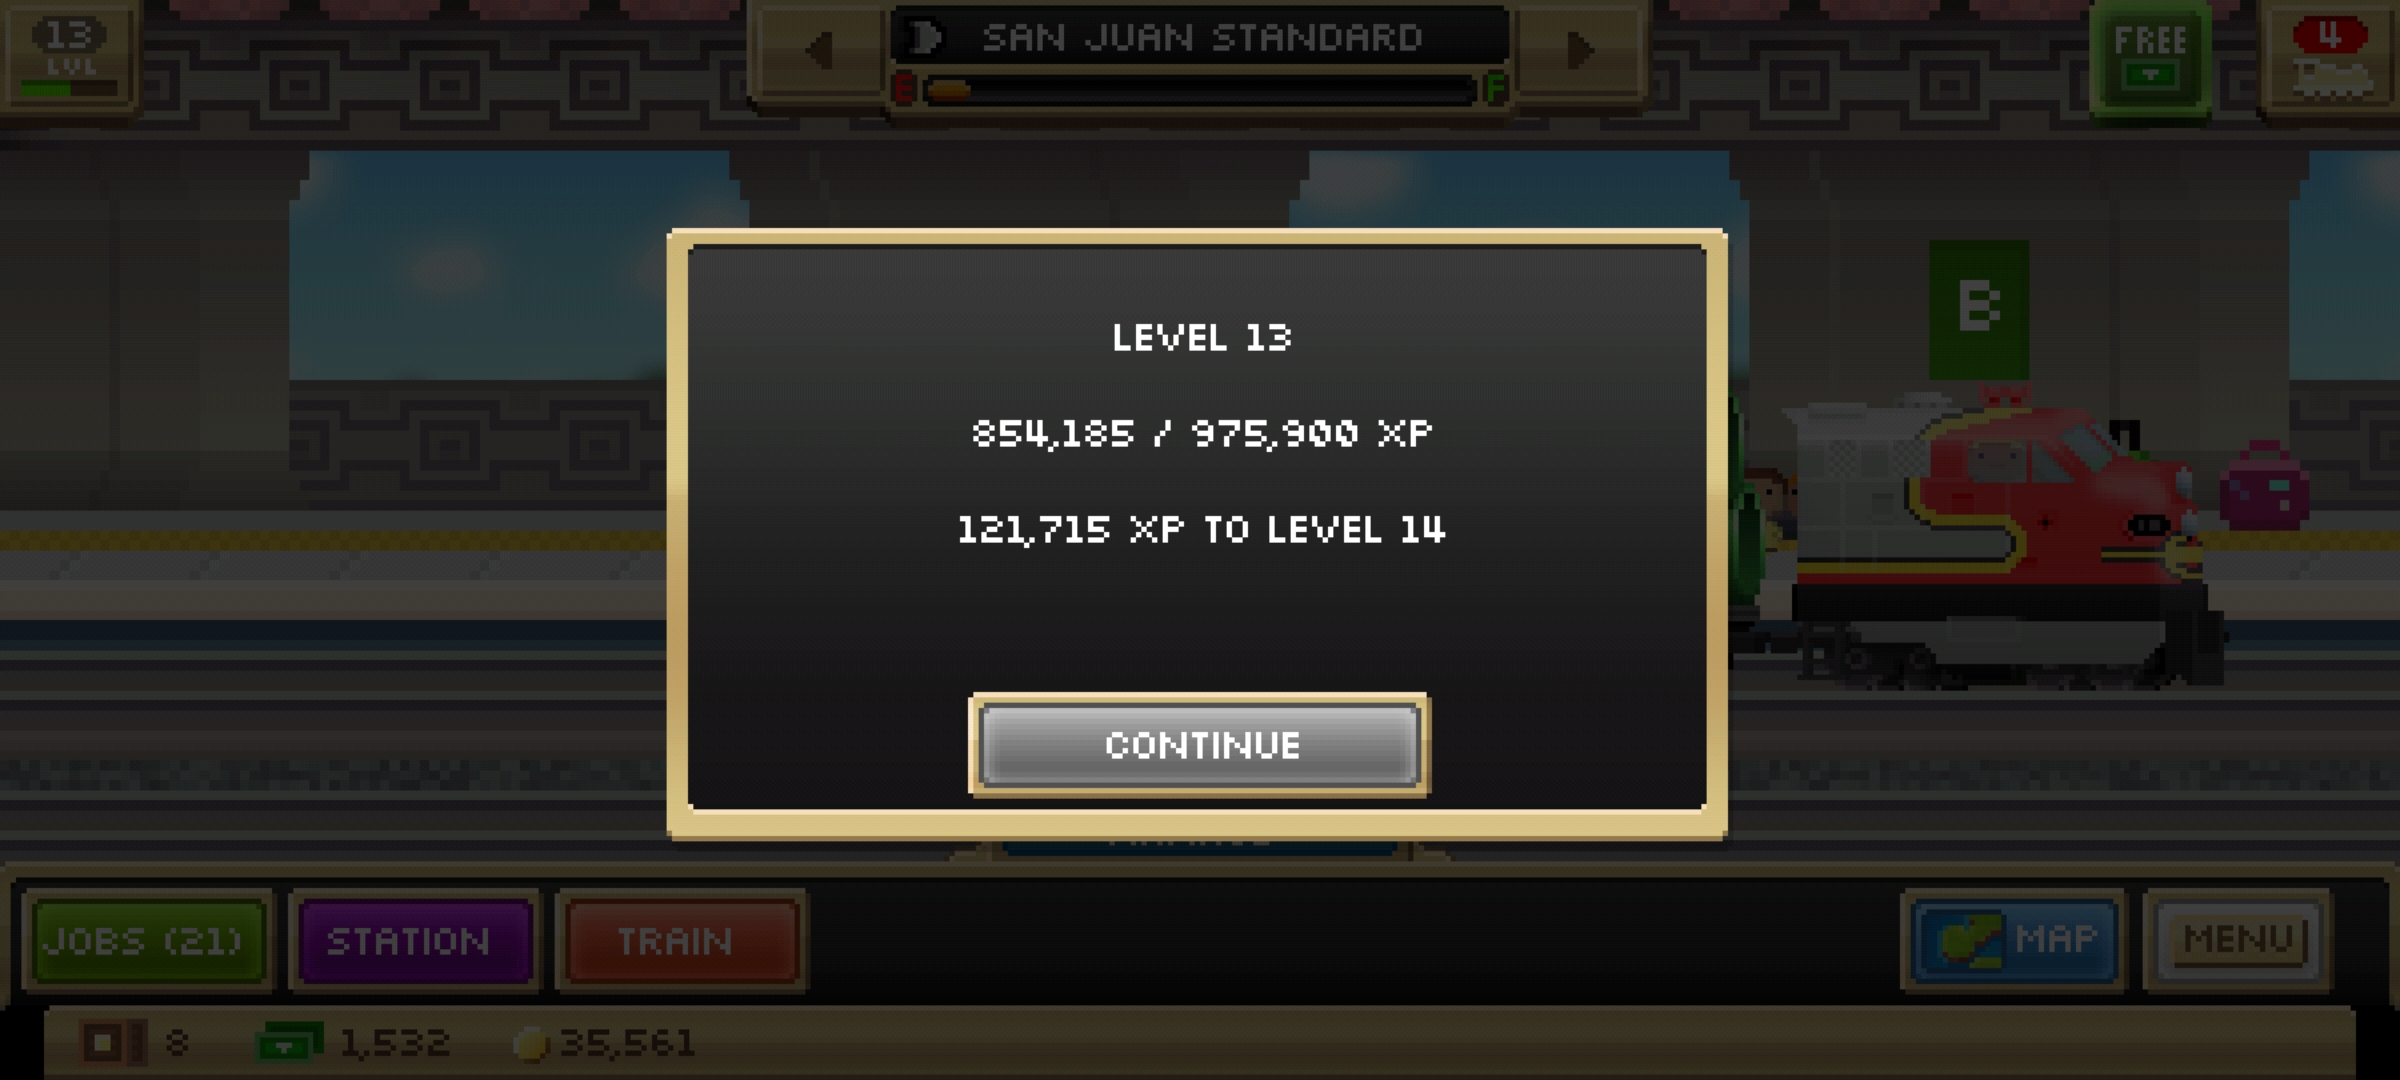 13
LVL
SAN JUAN STANDARD
E F
FREE
4
B
LEVEL 13
854,185 / 975,900 XP
121,715 XP TO LEVEL 14
CONTINUE
JOBS (21)
STATION
TRAIN
MAP
MENU
8
1,532
35,561